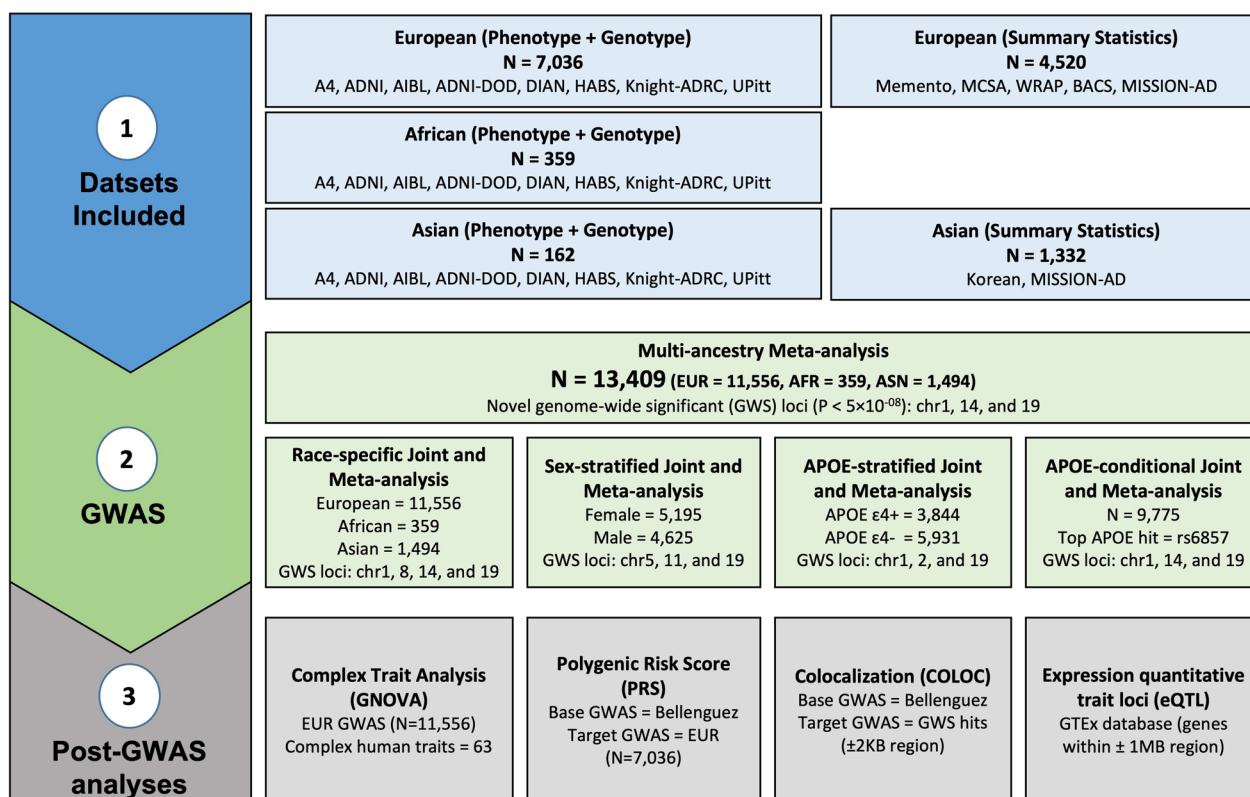 1
Datsets
Included
European (Phenotype + Genotype)
N = 7,036
A4, ADNI, AIBL, ADNI-DOD, DIAN, HABS, Knight-ADRC, UPitt
European (Summary Statistics)
N = 4,520
Memento, MCSA, WRAP, BACS, MISSION-AD
African (Phenotype + Genotype)
N = 359
A4, ADNI, AIBL, ADNI-DOD, DIAN, HABS, Knight-ADRC, UPitt
Asian (Phenotype + Genotype)
N = 162
A4, ADNI, AIBL, ADNI-DOD, DIAN, HABS, Knight-ADRC, UPitt
Asian (Summary Statistics)
N = 1,332
Korean, MISSION-AD
2
GWAS
Multi-ancestry Meta-analysis
N = 13,409 (EUR = 11,556, AFR = 359, ASN = 1,494)
Novel genome-wide significant (GWS) loci (P < 5×10⁻⁰⁸): chr1, 14, and 19
Race-specific Joint and
Meta-analysis
European = 11,556
African = 359
Asian = 1,494
GWS loci: chr1, 8, 14, and 19
Sex-stratified Joint and
Meta-analysis
Female = 5,195
Male = 4,625
GWS loci: chr5, 11, and 19
APOE-stratified Joint
and Meta-analysis
APOE ε4+ = 3,844
APOE ε4- = 5,931
GWS loci: chr1, 2, and 19
APOE-conditional Joint
and Meta-analysis
N = 9,775
Top APOE hit = rs6857
GWS loci: chr1, 14, and 19
3
Post-GWAS
analyses
Complex Trait Analysis
(GNOVA)
EUR GWAS (N=11,556)
Complex human traits = 63
Polygenic Risk Score
(PRS)
Base GWAS = Bellenguez
Target GWAS = EUR
(N=7,036)
Colocalization (COLOC)
Base GWAS = Bellenguez
Target GWAS = GWS hits
(±2KB region)
Expression quantitative
trait loci (eQTL)
GTEx database (genes
within ± 1MB region)